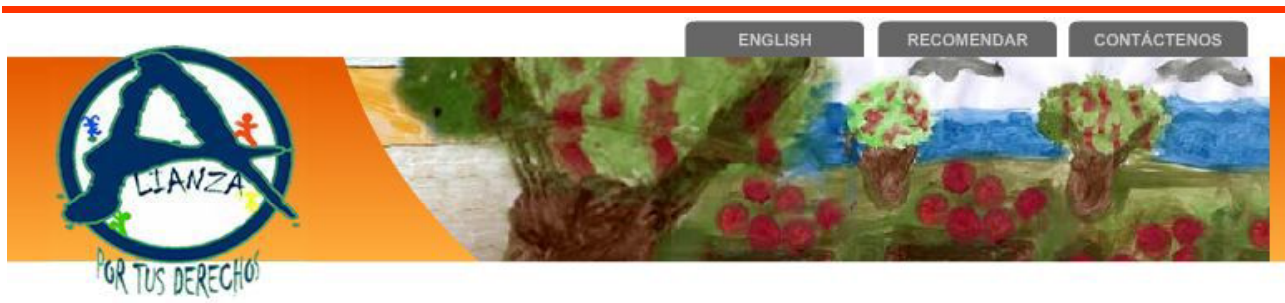 ENGLISH RECOMENDAR CONTÁCTENOS
ALIANZA
POR TUS DERECHOS